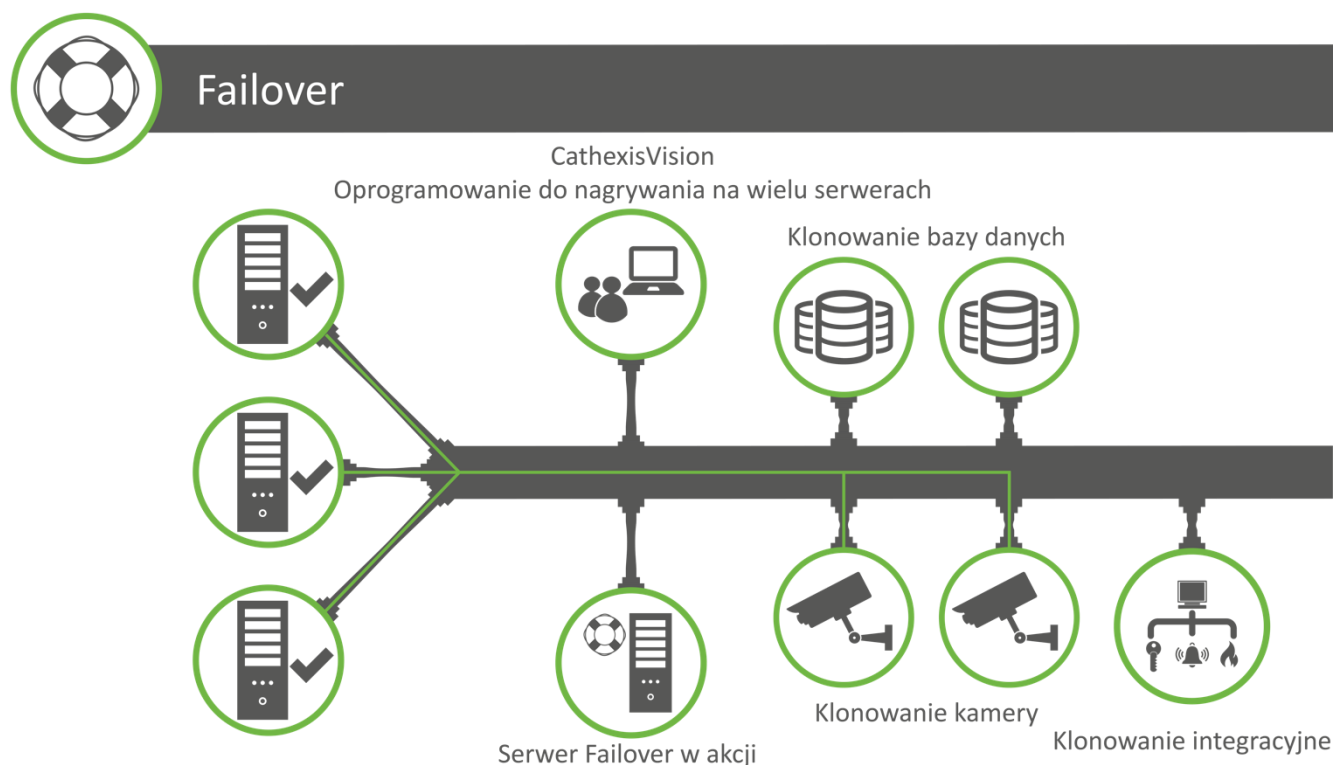 Failover
CathexisVision
Oprogramowanie do nagrywania na wielu serwerach
Klonowanie bazy danych
Klonowanie kamery
Serwer Failover w akcji
Klonowanie integracyjne